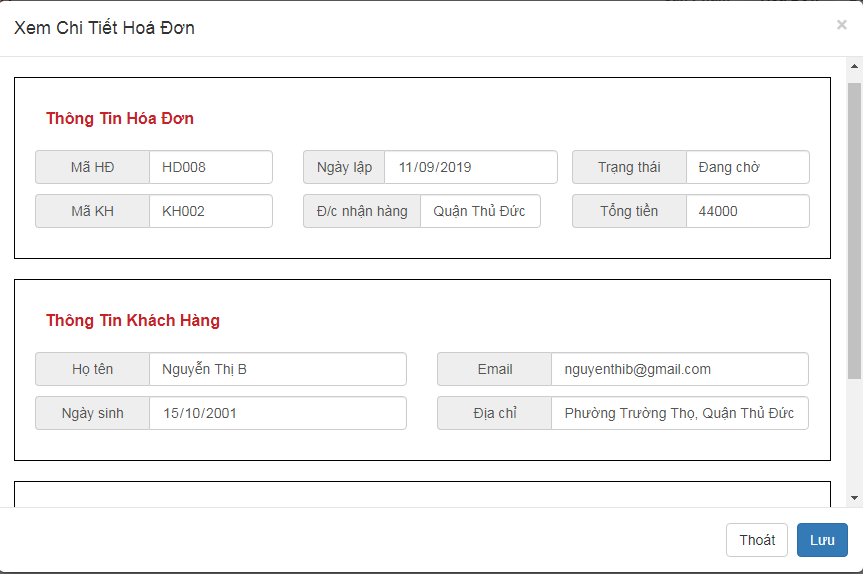 Xem Chi Tiết Hoá Đơn ×
Thông Tin Hóa Đơn
Mã HĐ HD008 Ngày lập 11/09/2019 Trạng thái Đang chờ
Mã KH KH002 Đ/c nhận hàng Quận Thủ Đức Tổng tiền 44000
Thông Tin Khách Hàng
Họ tên Nguyễn Thị B Email nguyenthib@gmail.com
Ngày sinh 15/10/2001 Địa chỉ Phường Trường Thọ, Quận Thủ Đức
Thoát Lưu